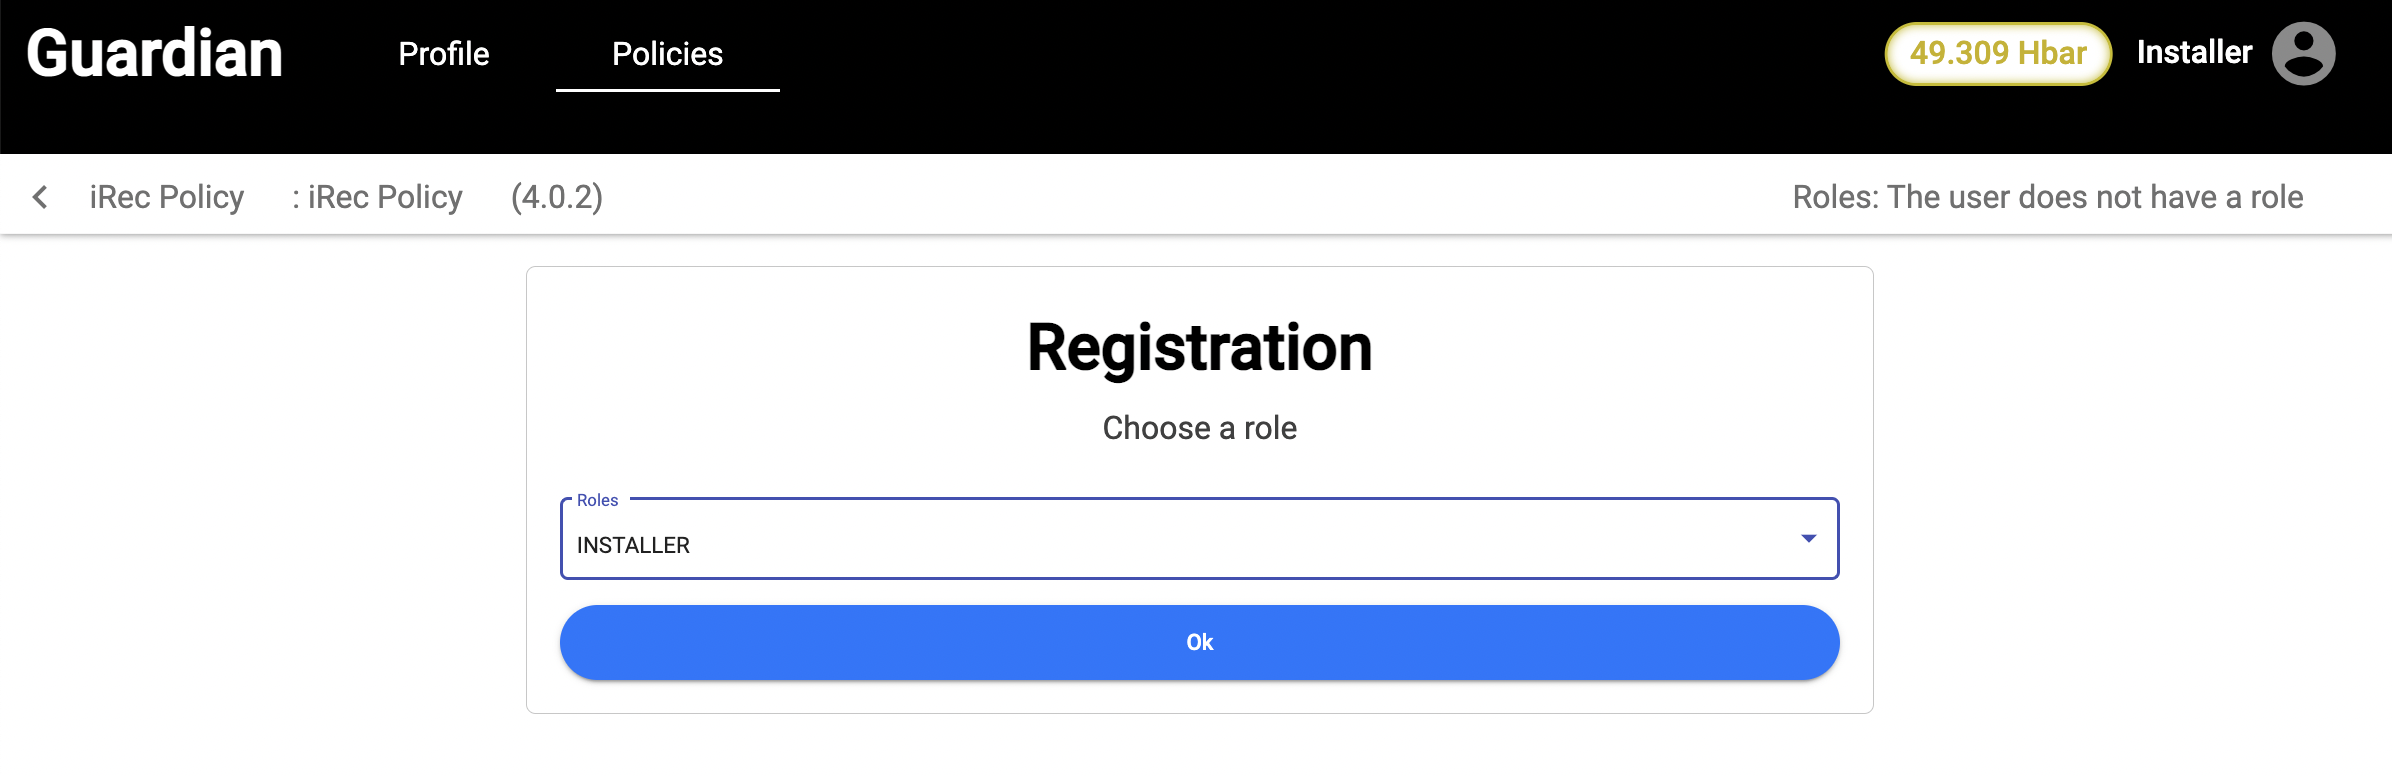 Guardian Profile Policies 49.309 Hbar Installer
iRec Policy : iRec Policy (4.0.2) Roles: The user does not have a role
Registration
Choose a role
Roles
INSTALLER
Ok